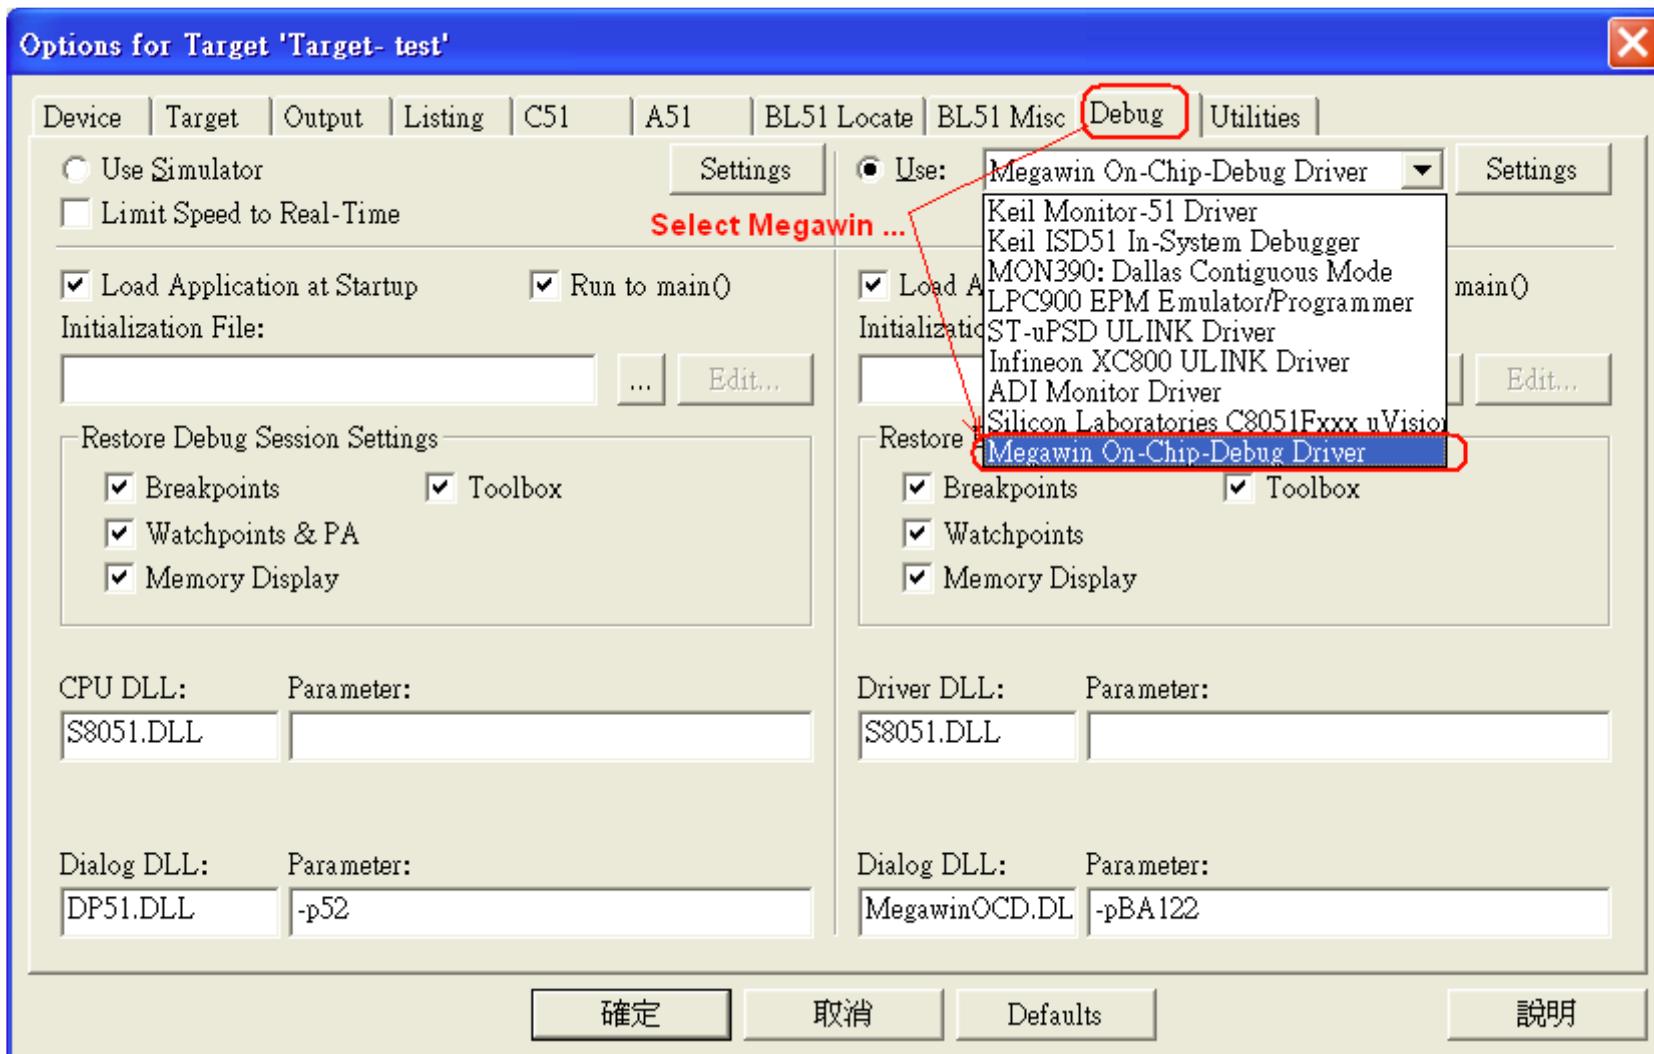 Options for Target 'Target- test'
Device Target Output Listing C51 A51 BL51 Locate BL51 Misc Debug Utilities
Use Simulator Settings Use: Megawin On-Chip-Debug Driver Settings
Limit Speed to Real-Time
Select Megawin ...
Keil Monitor-51 Driver
Keil ISD51 In-System Debugger
MON390: Dallas Contiguous Mode
LPC900 EPM Emulator/Programmer
ST-uPSD ULINK Driver
Infineon XC800 ULINK Driver
ADI Monitor Driver
Silicon Laboratories C8051Fxxx uVision
Megawin On-Chip-Debug Driver
Load Application at Startup Run to main() Load A main()
Initialization File: Initializatio
... Edit... Edit...
Restore Debug Session Settings Restore
Breakpoints Toolbox Breakpoints Toolbox
Watchpoints & PA Watchpoints
Memory Display Memory Display
CPU DLL: Parameter: Driver DLL: Parameter:
S8051.DLL S8051.DLL
Dialog DLL: Parameter: Dialog DLL: Parameter:
DP51.DLL -p52 MegawinOCD.DL -pBA122
確定 取消 Defaults 說明